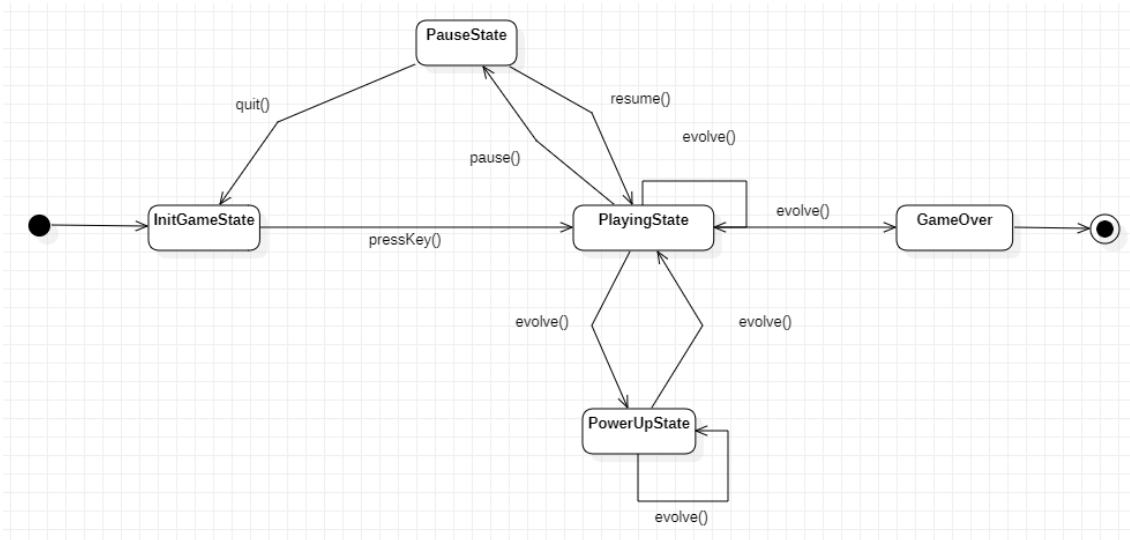 PauseState
quit()
resume()
evolve()
pause()
InitGameState
PlayingState
evolve()
GameOver
pressKey()
evolve()
evolve()
PowerUpState
evolve()